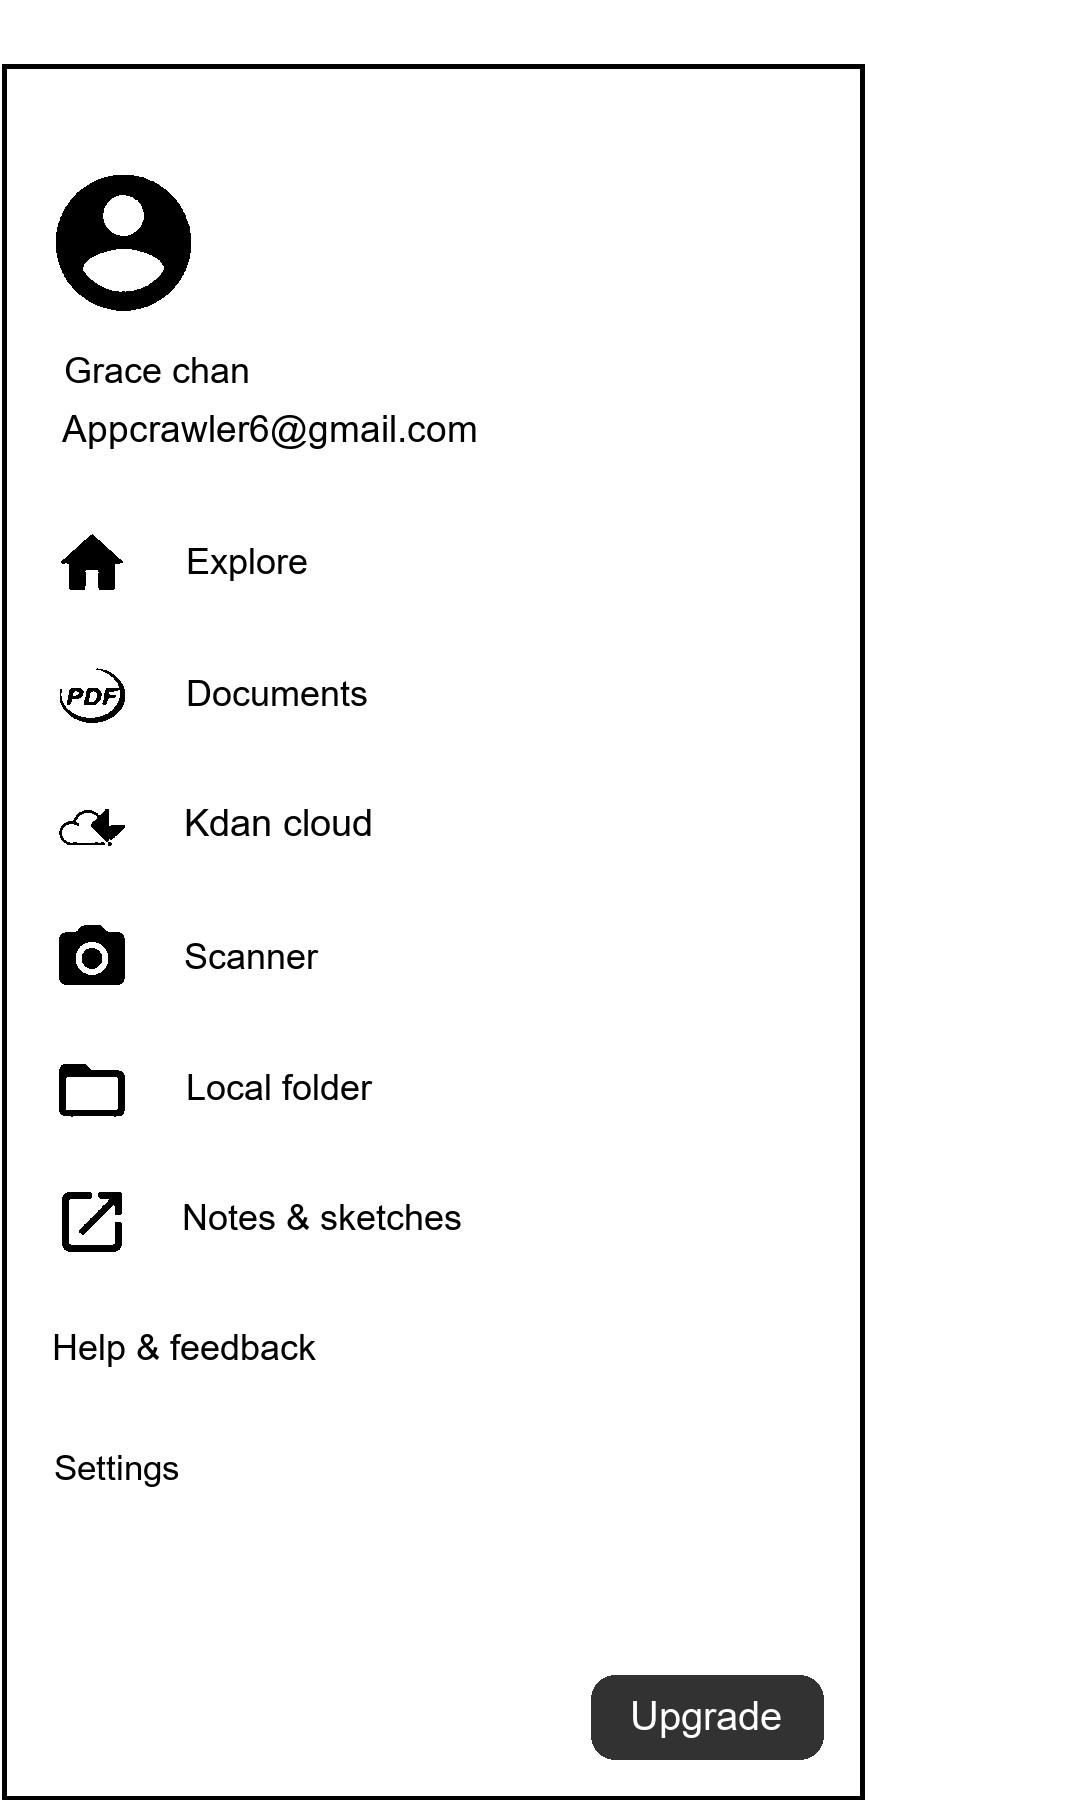 Grace chan
Appcrawler6@gmail.com
Explore
PDF
Documents
Kdan cloud
Scanner
Local folder
Notes & sketches
Help & feedback
Settings
Upgrade